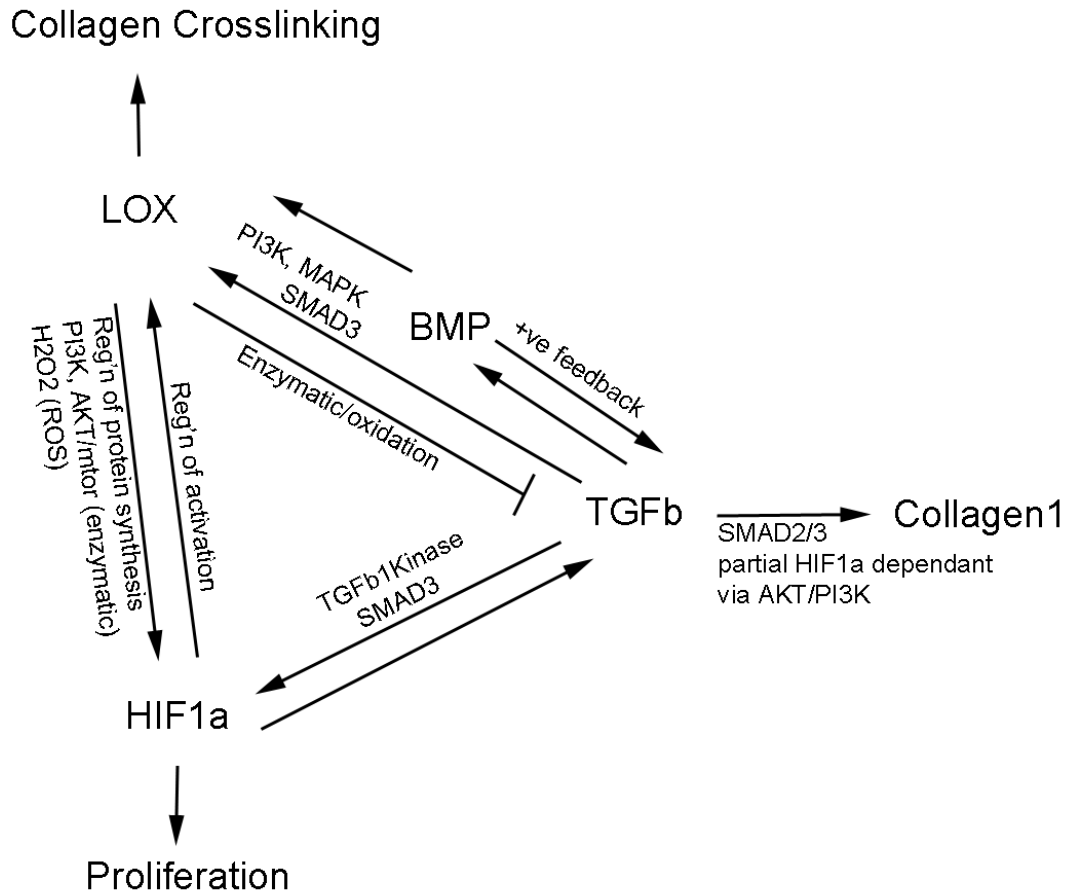 Collagen Crosslinking
LOX
PI3K, MAPK
SMAD3
BMP
+ve feedback
Enzymatic/oxidation
Reg'n of protein synthesis
PI3K, AKT/mtor (enzymatic)
H2O2 (ROS)
Reg'n of activation
TGFb
Collagen1
SMAD2/3
partial HIF1a dependant
via AKT/PI3K
TGFb1Kinase
SMAD3
HIF1a
Proliferation